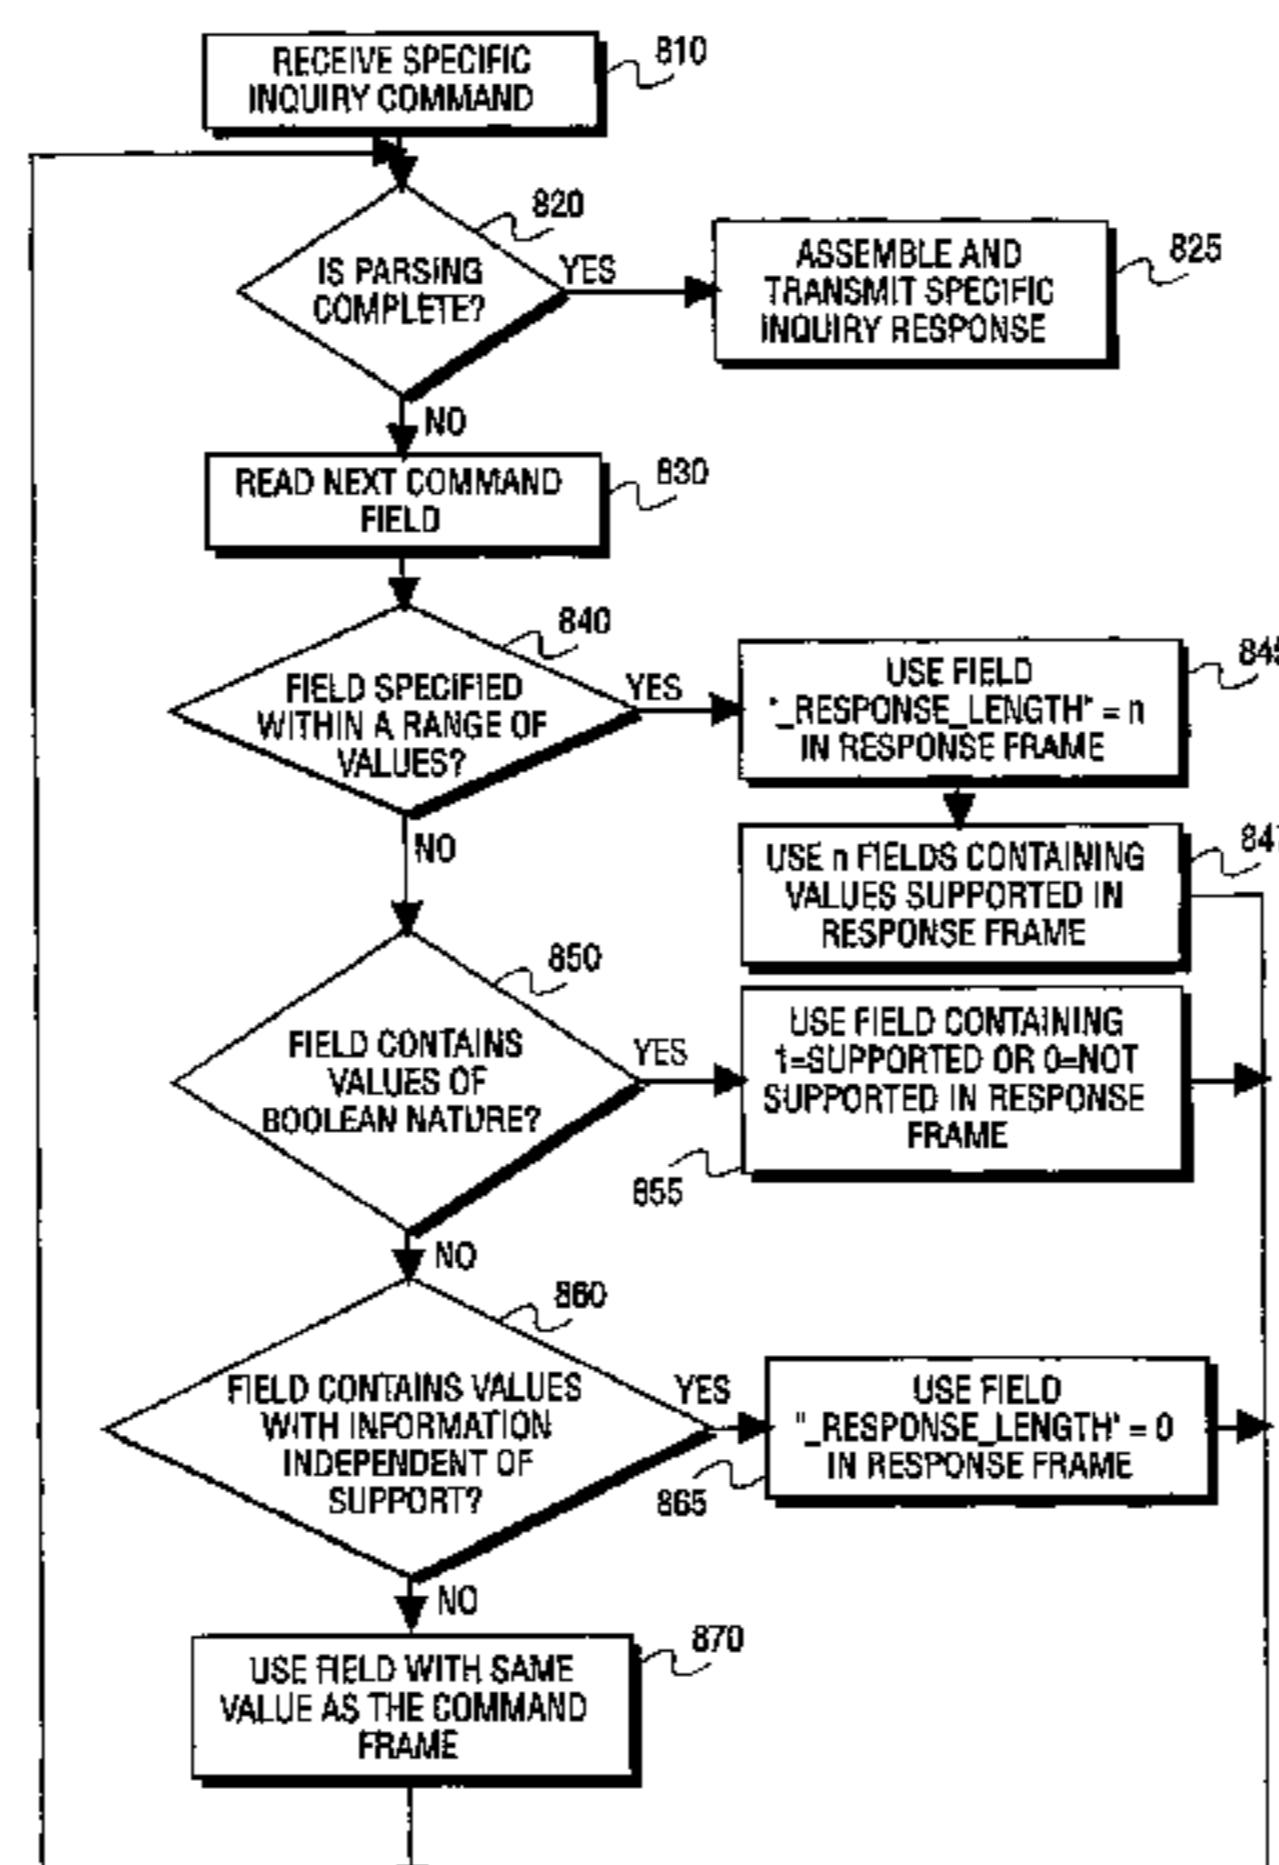 RECEIVE SPECIFIC
INQUIRY COMMAND
810
820
IS PARSING
COMPLETE?
YES
ASSEMBLE AND
TRANSMIT SPECIFIC
INQUIRY RESPONSE
825
NO
READ NEXT COMMAND
FIELD
830
840
FIELD SPECIFIED
WITHIN A RANGE OF
VALUES?
YES
USE FIELD
"_RESPONSE_LENGTH" = n
IN RESPONSE FRAME
NO
USE n FIELDS CONTAINING
VALUES SUPPORTED IN
RESPONSE FRAME
850
FIELD CONTAINS
VALUES OF
BOOLEAN NATURE?
YES
USE FIELD CONTAINING
1=SUPPORTED OR 0=NOT
SUPPORTED IN RESPONSE
FRAME
855
NO
860
FIELD CONTAINS VALUES
WITH INFORMATION
INDEPENDENT OF
SUPPORT?
YES
USE FIELD
"_RESPONSE_LENGTH" = 0
IN RESPONSE FRAME
865
NO
USE FIELD WITH SAME
VALUE AS THE COMMAND
FRAME
870